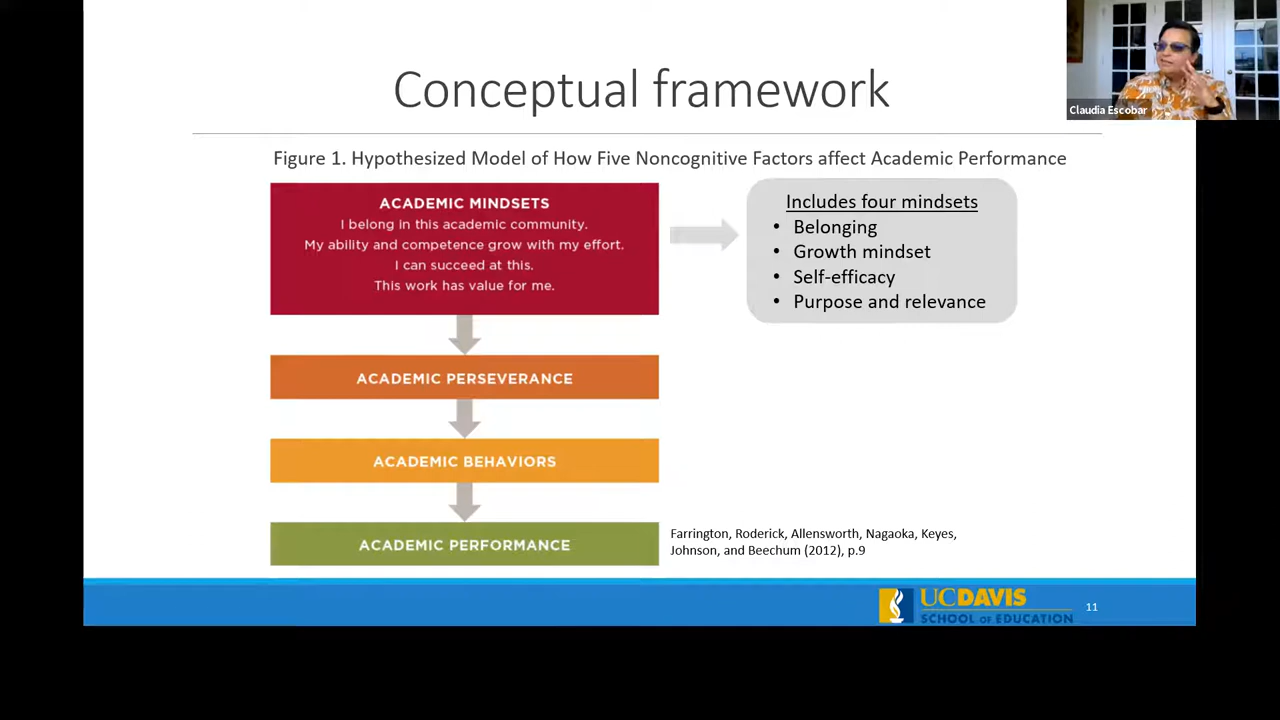 Conceptual framework
Claudia Escobar
Figure 1. Hypothesized Model of How Five Noncognitive Factors affect Academic Performance
ACADEMIC MINDSETS
I belong in this academic community.
My ability and competence grow with my effort.
I can succeed at this.
This work has value for me.
Includes four mindsets
• Belonging
• Growth mindset
• Self-efficacy
• Purpose and relevance
ACADEMIC PERSEVERANCE
ACADEMIC BEHAVIORS
ACADEMIC PERFORMANCE
Farrington, Roderick, Allensworth, Nagaoka, Keyes,
Johnson, and Beechum (2012), p.9
UCDAVIS
SCHOOL OF EDUCATION
11